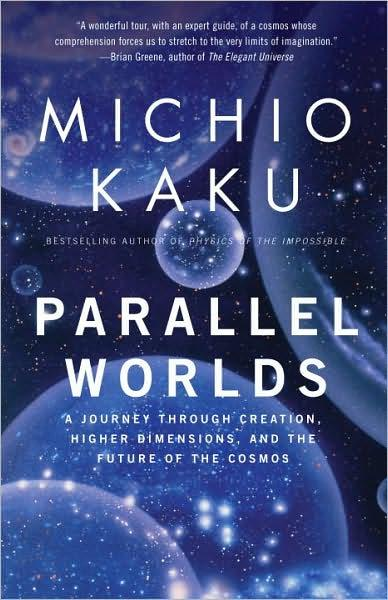 "A wonderful tour, with an expert guide, of a cosmos whose
comprehension forces us to stretch to the very limits of imagination."
—Brian Greene, author of The Elegant Universe
MICHIO
KAKU
BESTSELLING AUTHOR OF PHYSICS OF THE IMPOSSIBLE
PARALLEL
WORLDS
A JOURNEY THROUGH CREATION,
HIGHER DIMENSIONS, AND THE
FUTURE OF THE COSMOS